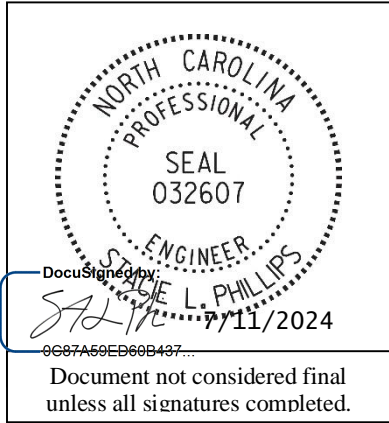 NORTH CAROLINA
PROFESSIONAL
SEAL
032607
ENGINEER
STACIE L. PHILLIPS
DocuSigned by:
7/11/2024
0C87A59ED60B437...
Document not considered final
unless all signatures completed.